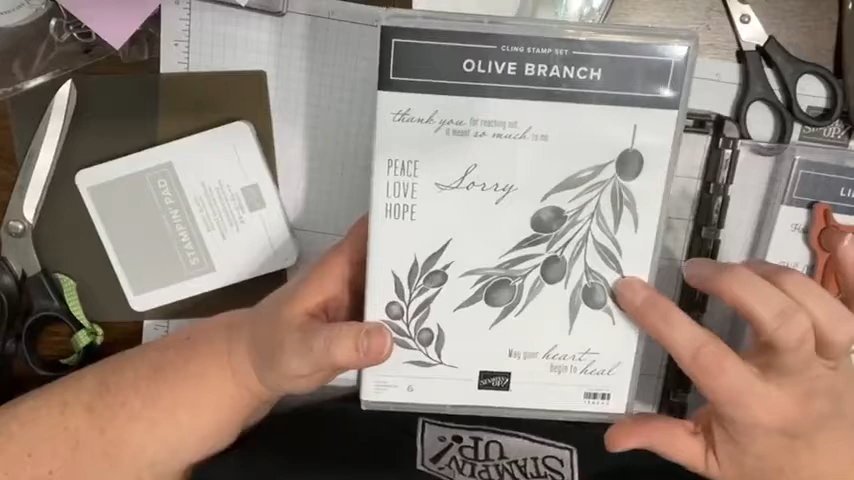 CLING STAMP SET
OLIVE BRANCH
thank you for reaching out
it meant so much to me
PEACE
LOVE
HOPE
Sorry
May your heart
begin to heal
6
STAMPIN' UP!
STAMPIN' PAD
STAMPIN' UP!